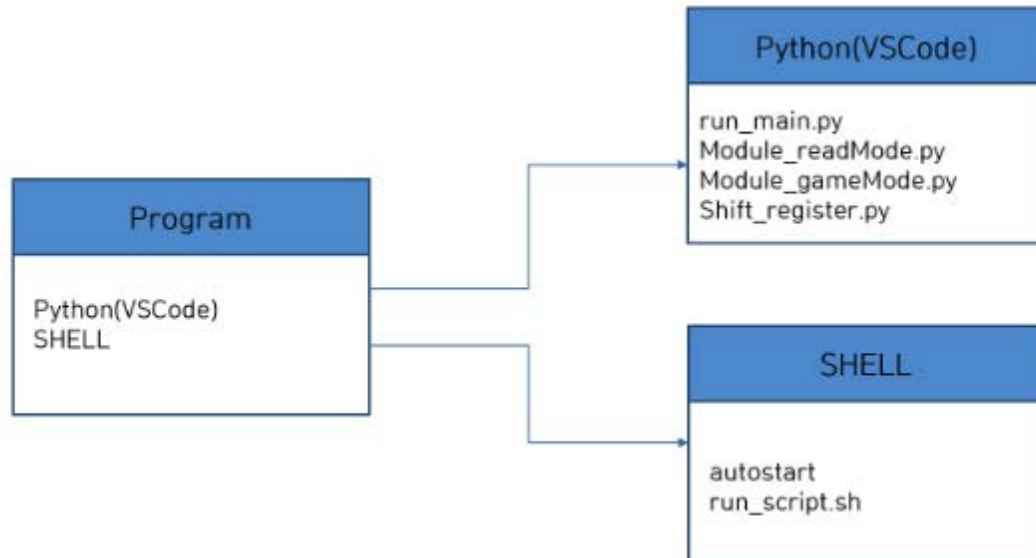 Program
Python(VSCode)
SHELL
Python(VSCode)
run_main.py
Module_readMode.py
Module_gameMode.py
Shift_register.py
SHELL
autostart
run_script.sh